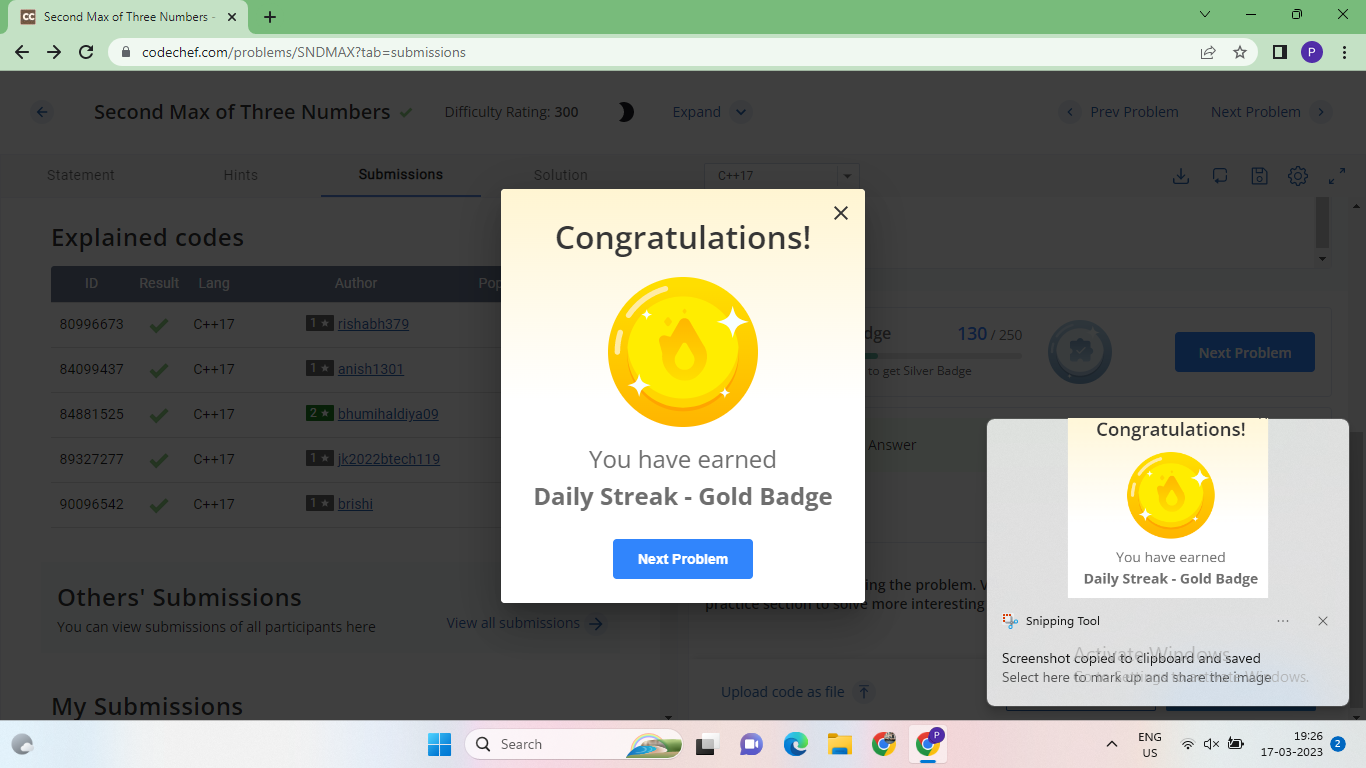 Second Max of Three Numbers -
codechef.com/problems/SNDMAX?tab=submissions
P
Second Max of Three Numbers
Difficulty Rating: 300
Expand
Prev Problem
Next Problem
Statement
Hints
Submissions
Solution
C++17
Explained codes
ID Result Lang Author
80996673 C++17 1★ rishabh379
84099437 C++17 1★ anish1301
84881525 C++17 2★ bhumihaldiya09
89327277 C++17 1★ jk2022btech119
90096542 C++17 1★ brishi
Others' Submissions
You can view submissions of all participants here
View all submissions
My Submissions
Congratulations!
You have earned
Daily Streak - Gold Badge
Next Problem
130 / 250
to get Silver Badge
Next Problem
Answer
ing the problem.
practice section to solve more interesting
Upload code as file
Congratulations!
You have earned
Daily Streak - Gold Badge
Snipping Tool
Screenshot copied to clipboard and saved
Select here to mark up and share the image
Activate Windows
Go to Settings to activate Windows.
Search
P
ENG
US
19:26
17-03-2023
2